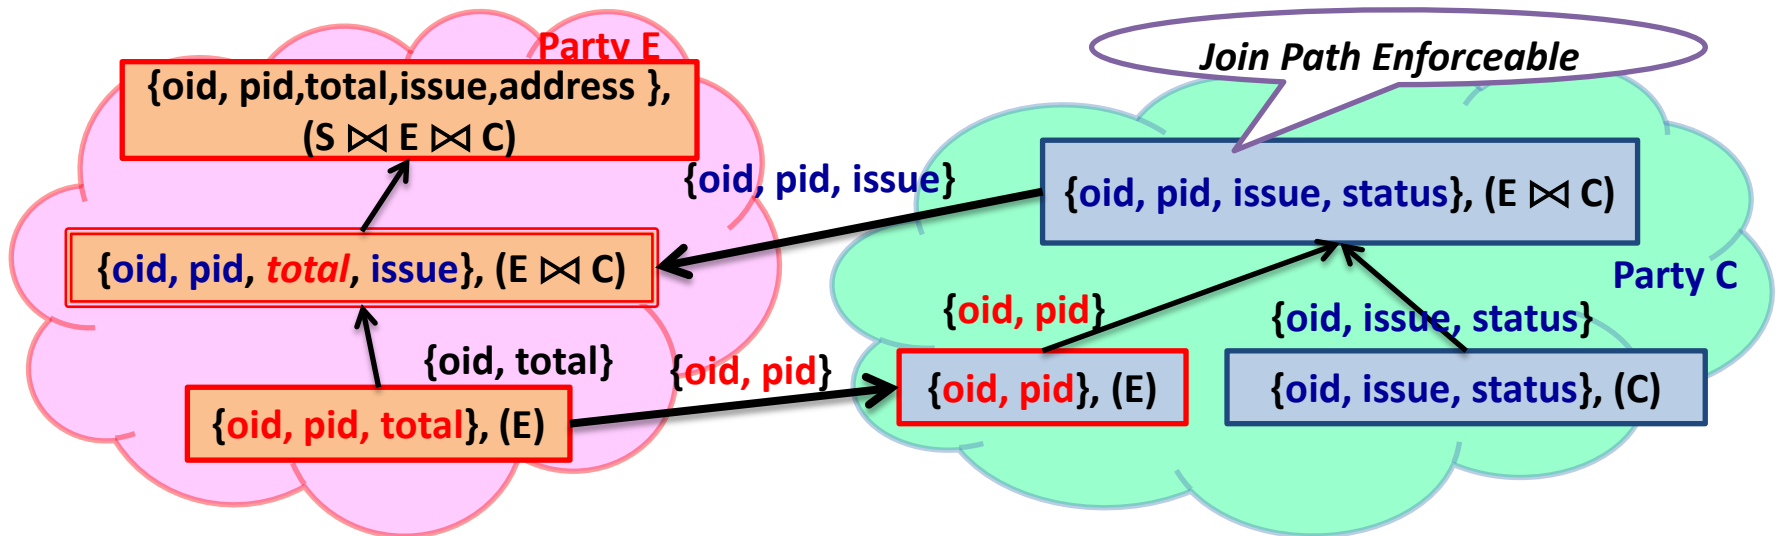 Party E
{oid, pid,total,issue,address },
(S ⋈ E ⋈ C)
Join Path Enforceable
{oid, pid, issue}
{oid, pid, issue, status}, (E ⋈ C)
{oid, pid, total, issue}, (E ⋈ C)
Party C
{oid, pid}
{oid, issue, status}
{oid, total}
{oid, pid}
{oid, pid, total}, (E)
{oid, pid}, (E)
{oid, issue, status}, (C)